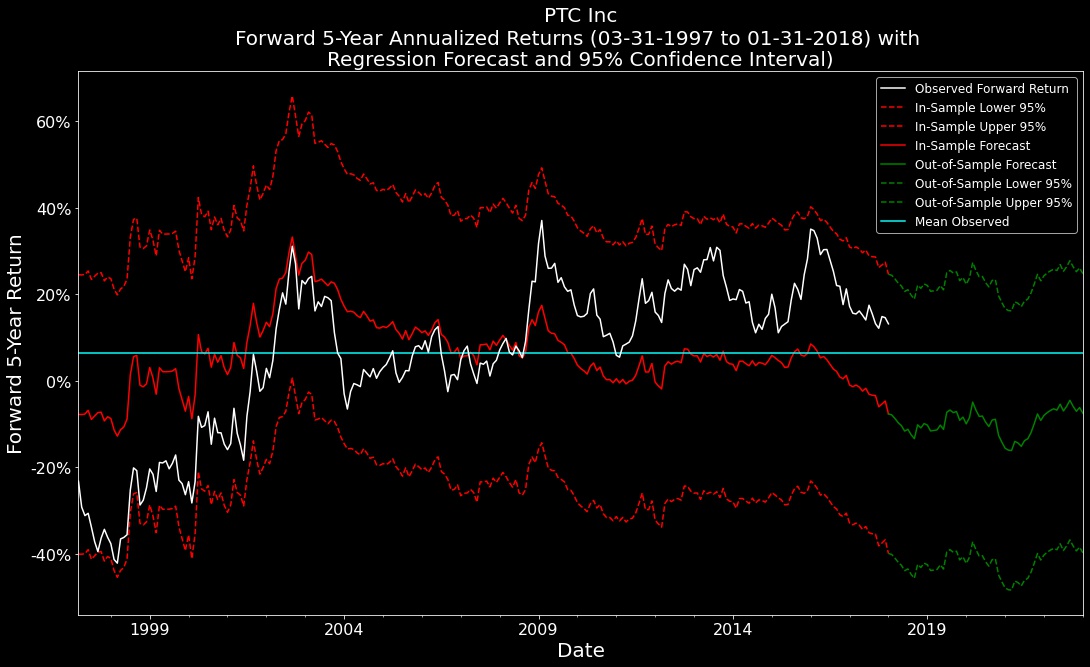 PTC Inc
Forward 5-Year Annualized Returns (03-31-1997 to 01-31-2018) with
Regression Forecast and 95% Confidence Interval)
Observed Forward Return
In-Sample Lower 95%
In-Sample Upper 95%
In-Sample Forecast
Out-of-Sample Forecast
Out-of-Sample Lower 95%
Out-of-Sample Upper 95%
Mean Observed
Forward 5-Year Return
60%
40%
20%
0%
-20%
-40%
1999 2004 2009 2014 2019
Date